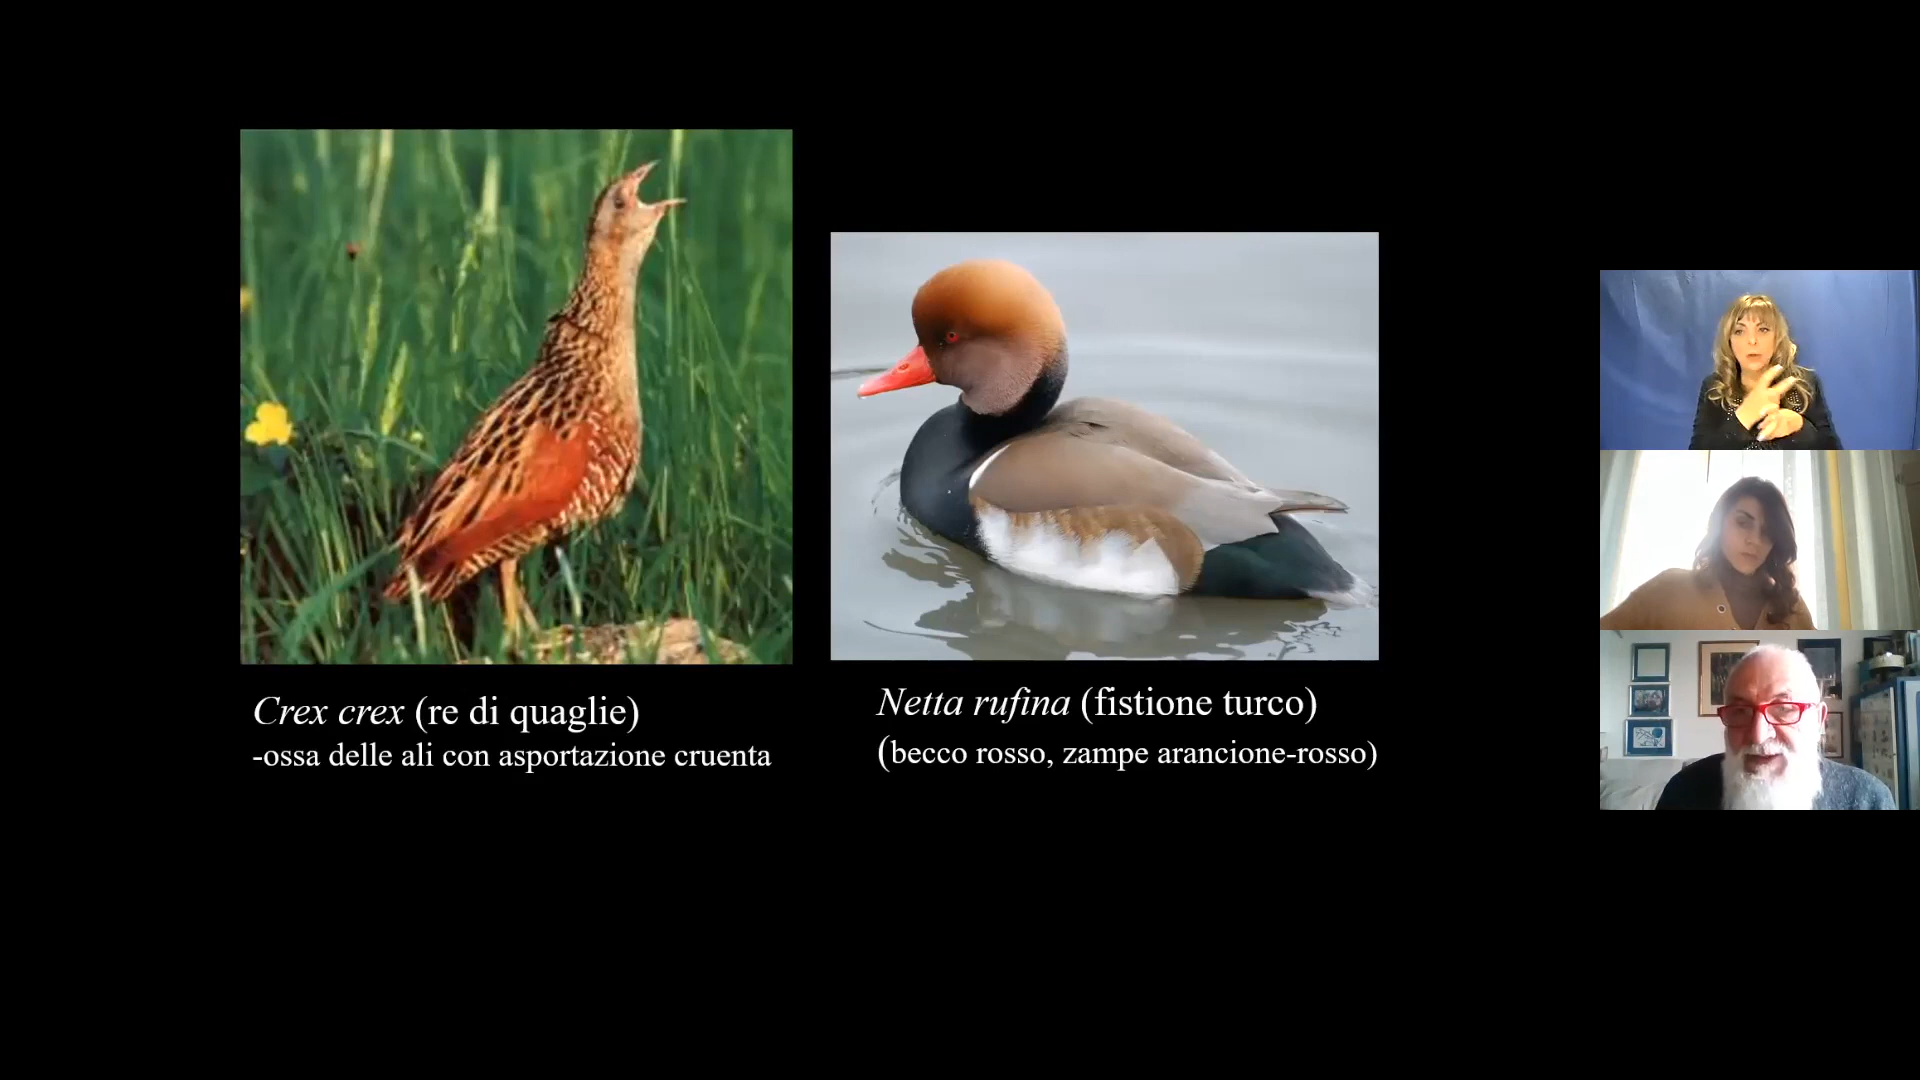 Crex crex (re di quaglie)
-ossa delle ali con asportazione cruenta
Netta rufina (fistione turco)
(becco rosso, zampe arancione-rosso)